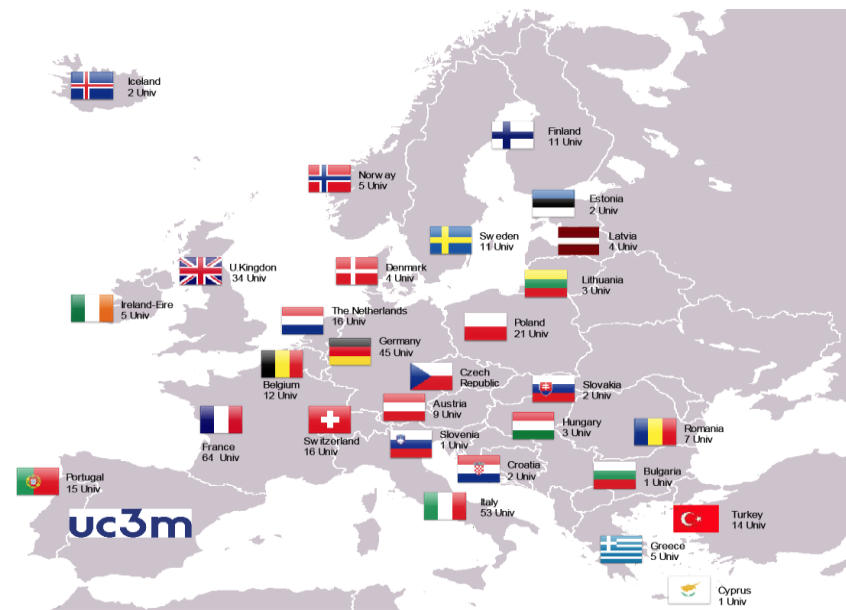 Iceland
2 Univ
Finland
11 Univ
Norway
5 Univ
Estonia
2 Univ
Sweden
11 Univ
Latvia
4 Univ
U.Kingdon
34 Univ
Denmark
4 Univ
Lithuania
3 Univ
Ireland-Eire
5 Univ
The Netherlands
16 Univ
Poland
21 Univ
Germany
45 Univ
Belgium
12 Univ
Czech
Republic
Slovakia
2 Univ
Austria
9 Univ
France
64 Univ
Switzerland
16 Univ
Slovenia
1 Univ
Hungary
3 Univ
Romania
7 Univ
Croatia
2 Univ
Bulgaria
1 Univ
Portugal
15 Univ
uc3m
Italy
53 Univ
Turkey
14 Univ
Greece
5 Univ
Cyprus
1 Univ